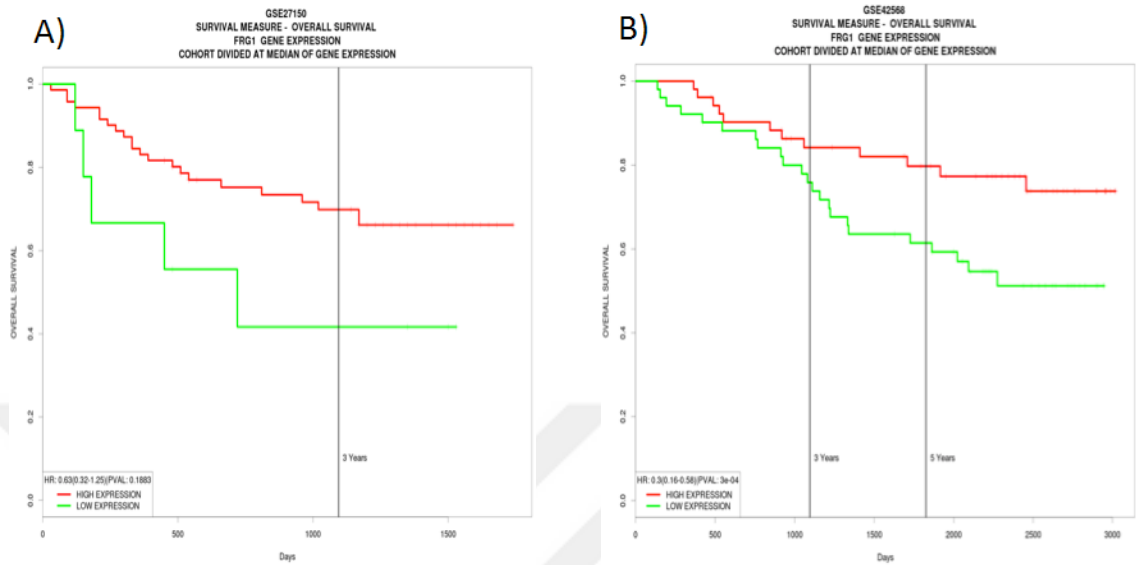 A)
GSE27150
SURVIVAL MEASURE - OVERALL SURVIVAL
FRG1 GENE EXPRESSION
COHORT DIVIDED AT MEDIAN OF GENE EXPRESSION
OVERALL SURVIVAL
1.0
0.8
0.6
0.4
0.2
0.0
3 Years
HR: 0.63(0.32-1.25)|PVAL: 0.1883
HIGH EXPRESSION
LOW EXPRESSION
0 500 1000 1500
Days
B)
GSE42568
SURVIVAL MEASURE - OVERALL SURVIVAL
FRG1 GENE EXPRESSION
COHORT DIVIDED AT MEDIAN OF GENE EXPRESSION
OVERALL SURVIVAL
1.0
0.8
0.6
0.4
0.2
0.0
3 Years 5 Years
HR: 0.3(0.16-0.58)|PVAL: 3e-04
HIGH EXPRESSION
LOW EXPRESSION
0 500 1000 1500 2000 2500 3000
Days